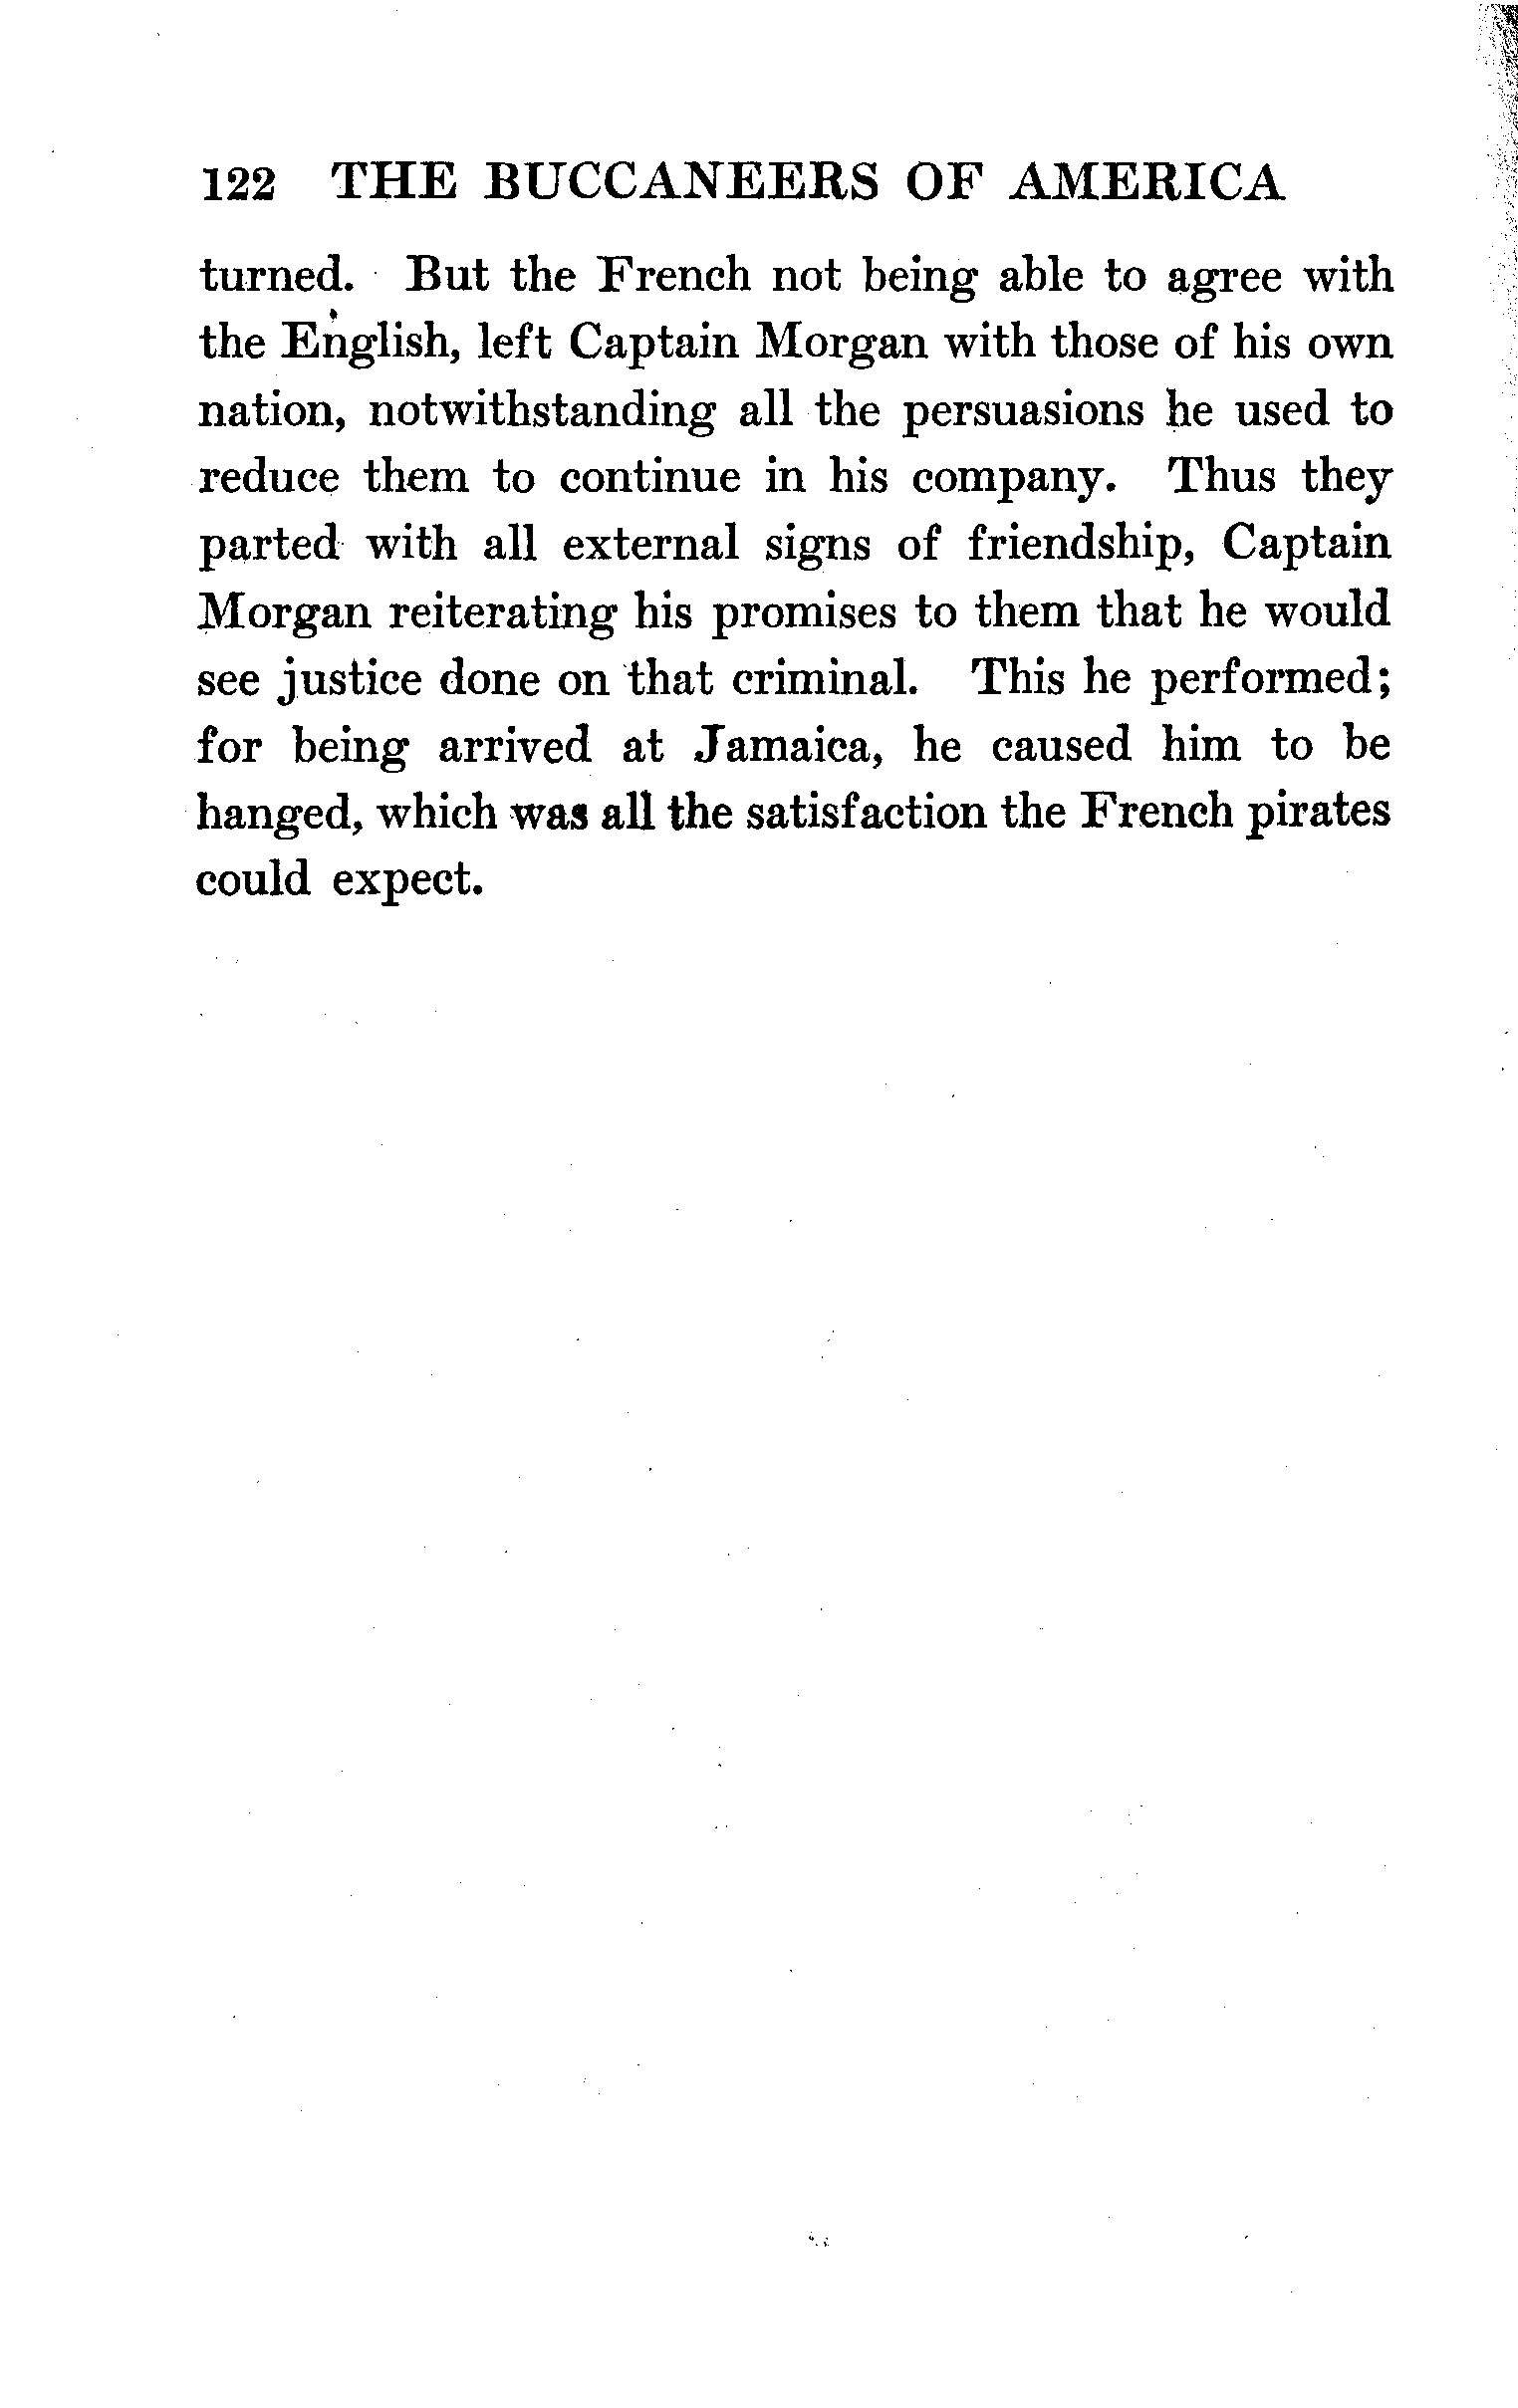 122 THE BUCCANEERS OF AMERICA
turned. But the French not being able to agree with
the English, left Captain Morgan with those of his own
nation, notwithstanding all the persuasions he used to
reduce them to continue in his company. Thus they
parted with all external signs of friendship, Captain
Morgan reiterating his promises to them that he would
see justice done on that criminal. This he performed;
for being arrived at Jamaica, he caused him to be
hanged, which was all the satisfaction the French pirates
could expect.